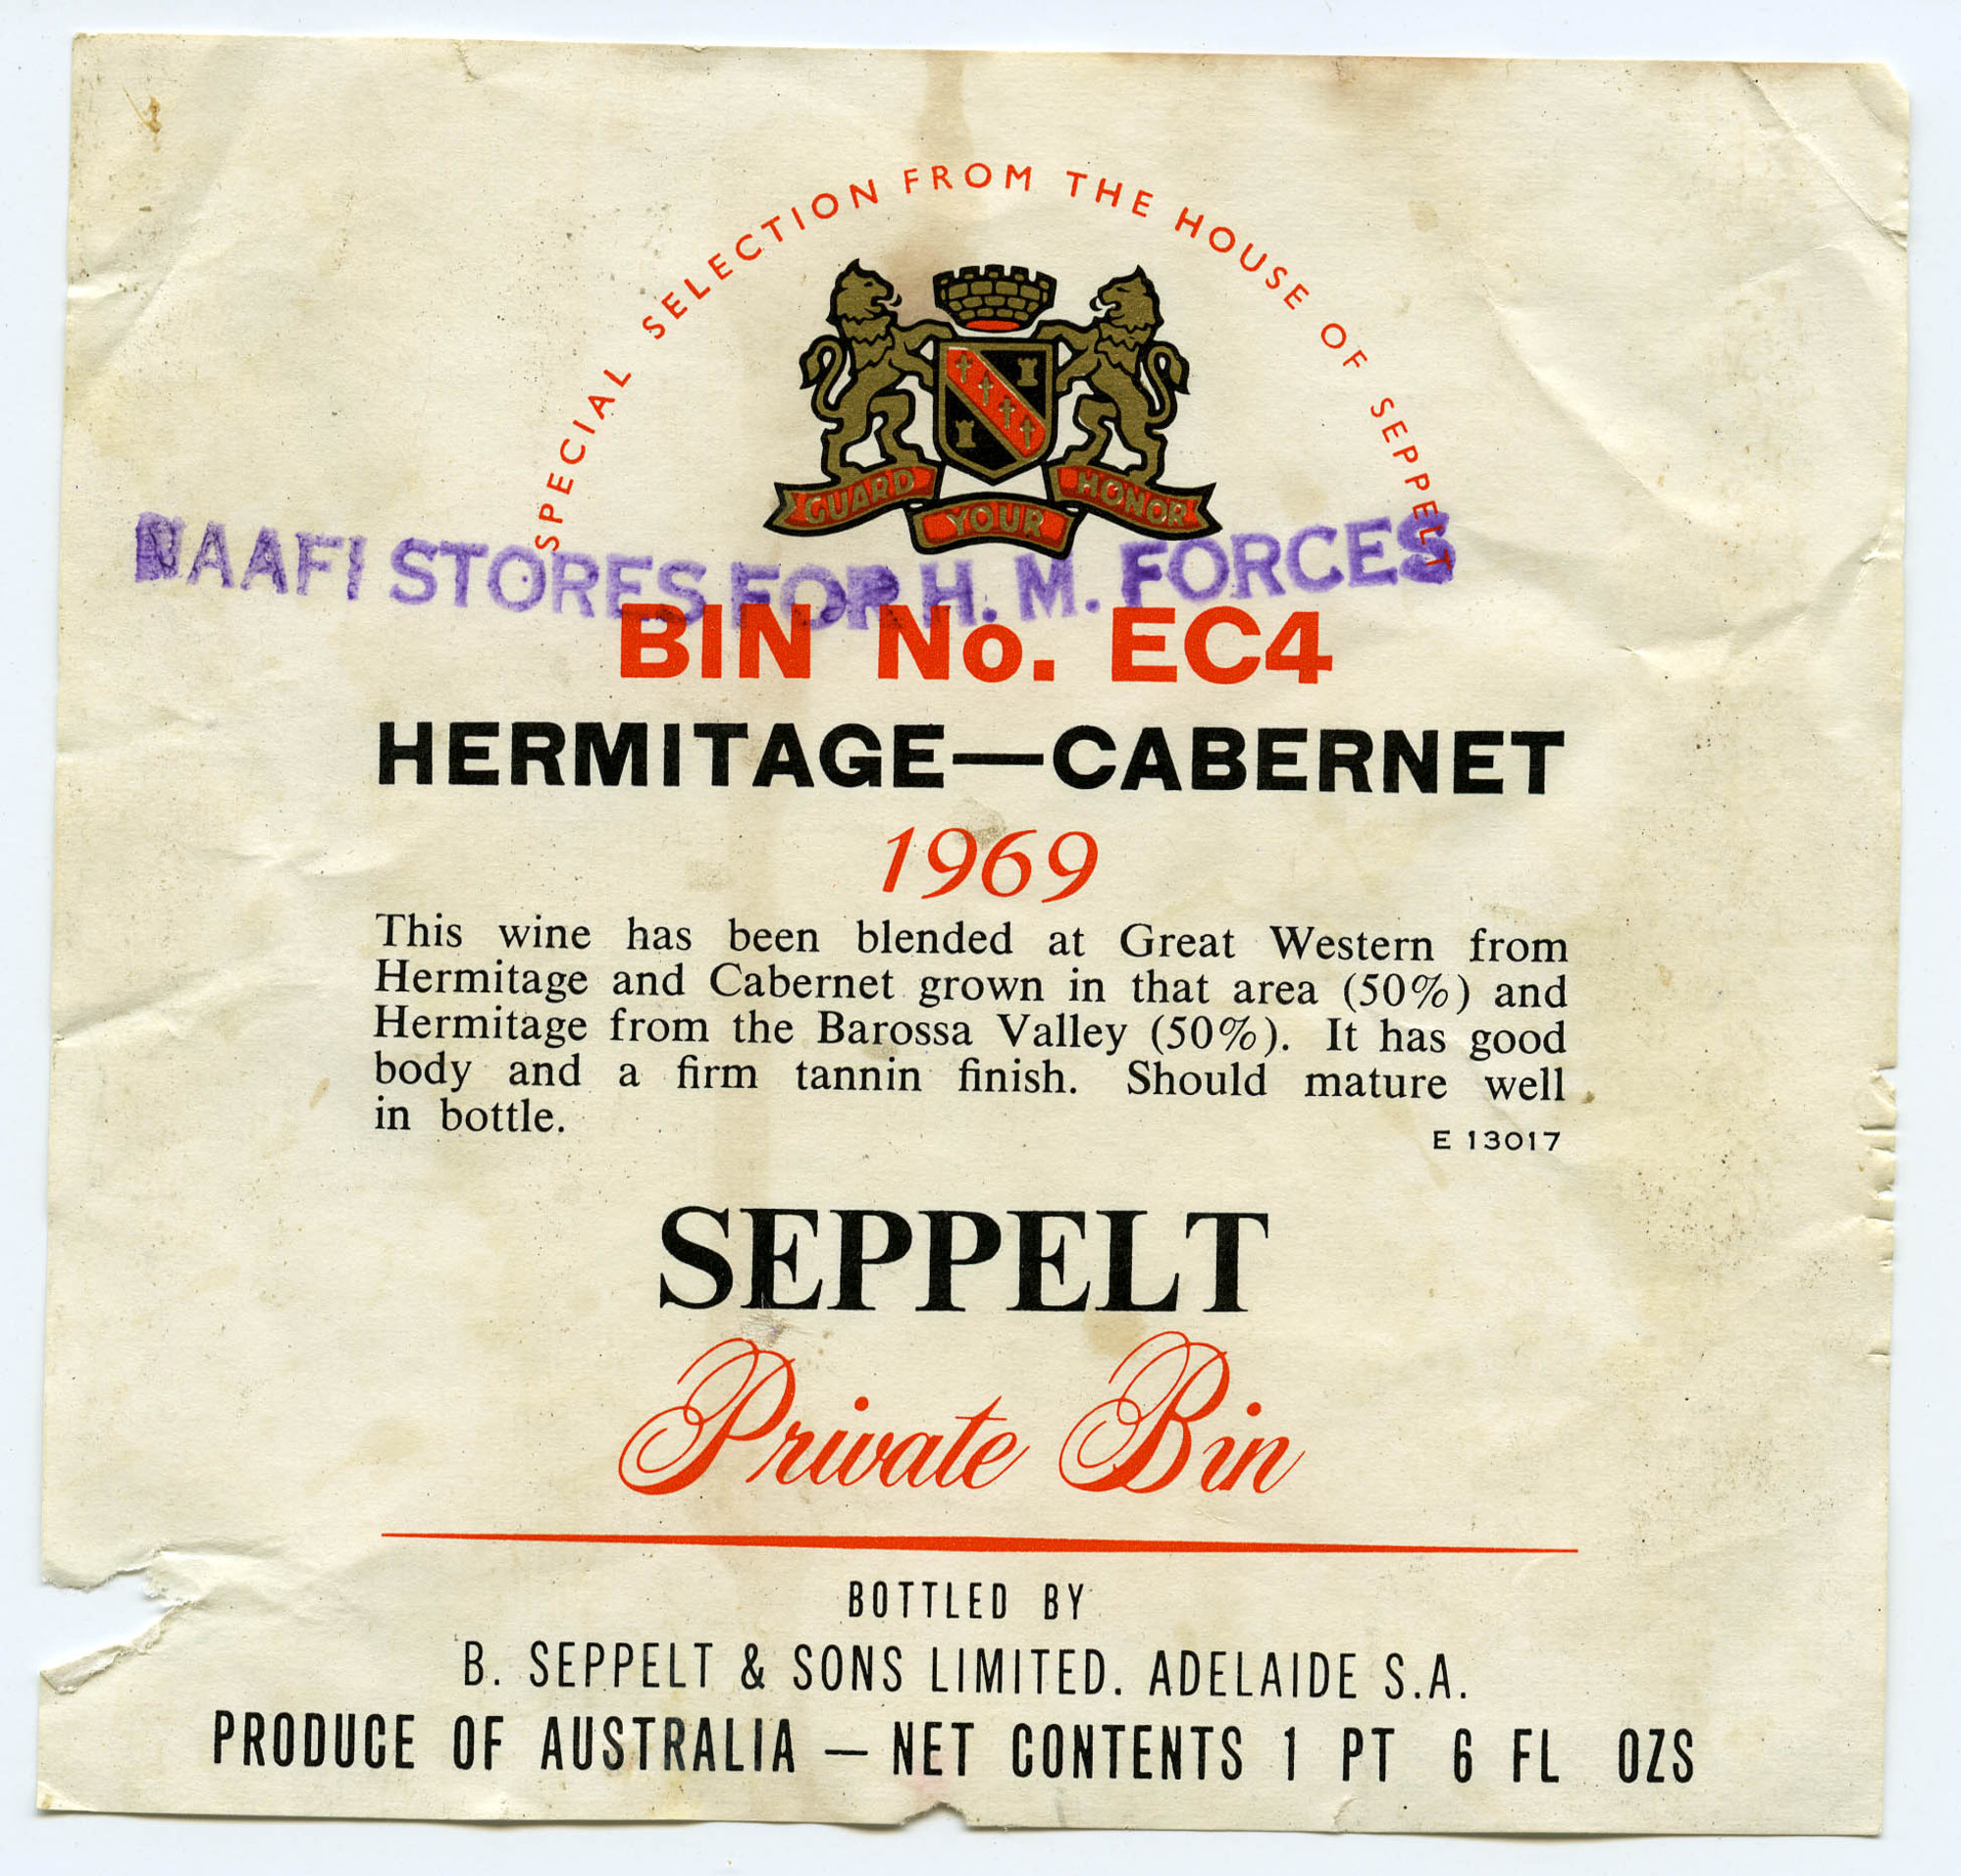 SPECIAL SELECTION FROM THE HOUSE OF SEPPELT
GUARD YOUR HONOR
NAAFI STORES FOR H. M. FORCES
BIN No. EC4
HERMITAGE—CABERNET
1969
This wine has been blended at Great Western from
Hermitage and Cabernet grown in that area (50%) and
Hermitage from the Barossa Valley (50%). It has good
body and a firm tannin finish. Should mature well
in bottle.
E 13017
SEPPELT
Private Bin
BOTTLED BY
B. SEPPELT & SONS LIMITED. ADELAIDE S.A.
PRODUCE OF AUSTRALIA — NET CONTENTS 1 PT 6 FL OZS